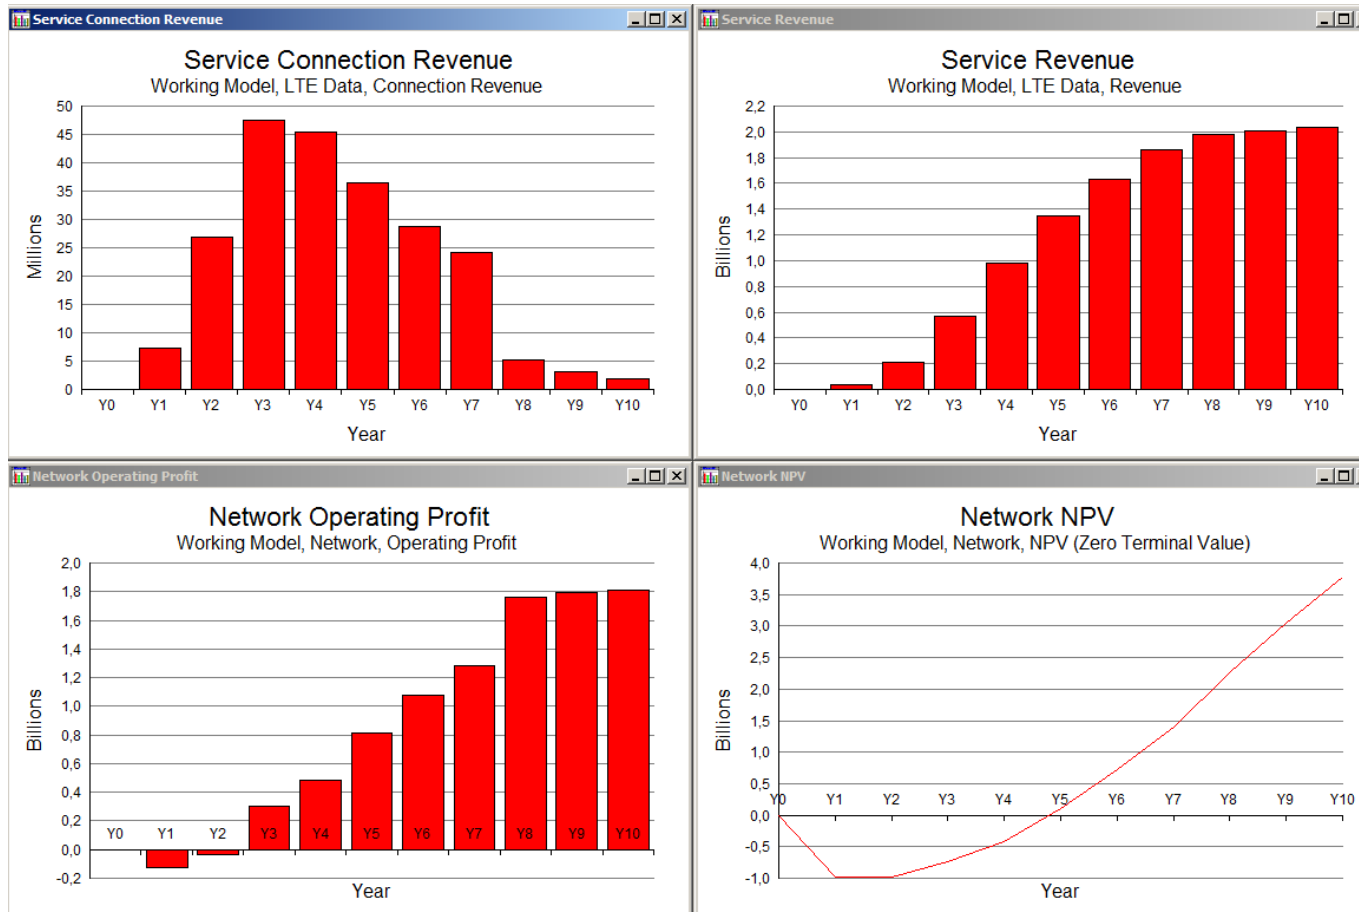 Service Connection Revenue
Service Connection Revenue
Working Model, LTE Data, Connection Revenue
50
45
40
35
30
25
20
15
10
5
0
Millions
Y0 Y1 Y2 Y3 Y4 Y5 Y6 Y7 Y8 Y9 Y10
Year
Service Revenue
Service Revenue
Working Model, LTE Data, Revenue
2,2
2,0
1,8
1,6
1,4
1,2
1,0
0,8
0,6
0,4
0,2
0,0
Billions
Y0 Y1 Y2 Y3 Y4 Y5 Y6 Y7 Y8 Y9 Y10
Year
Network Operating Profit
Network Operating Profit
Working Model, Network, Operating Profit
2,0
1,8
1,6
1,4
1,2
1,0
0,8
0,6
0,4
0,2
0,0
-0,2
Billions
Y0 Y1 Y2 Y3 Y4 Y5 Y6 Y7 Y8 Y9 Y10
Year
Network NPV
Network NPV
Working Model, Network, NPV (Zero Terminal Value)
4,0
3,5
3,0
2,5
2,0
1,5
1,0
0,5
0,0
-0,5
-1,0
Billions
Y0 Y1 Y2 Y3 Y4 Y5 Y6 Y7 Y8 Y9 Y10
Year